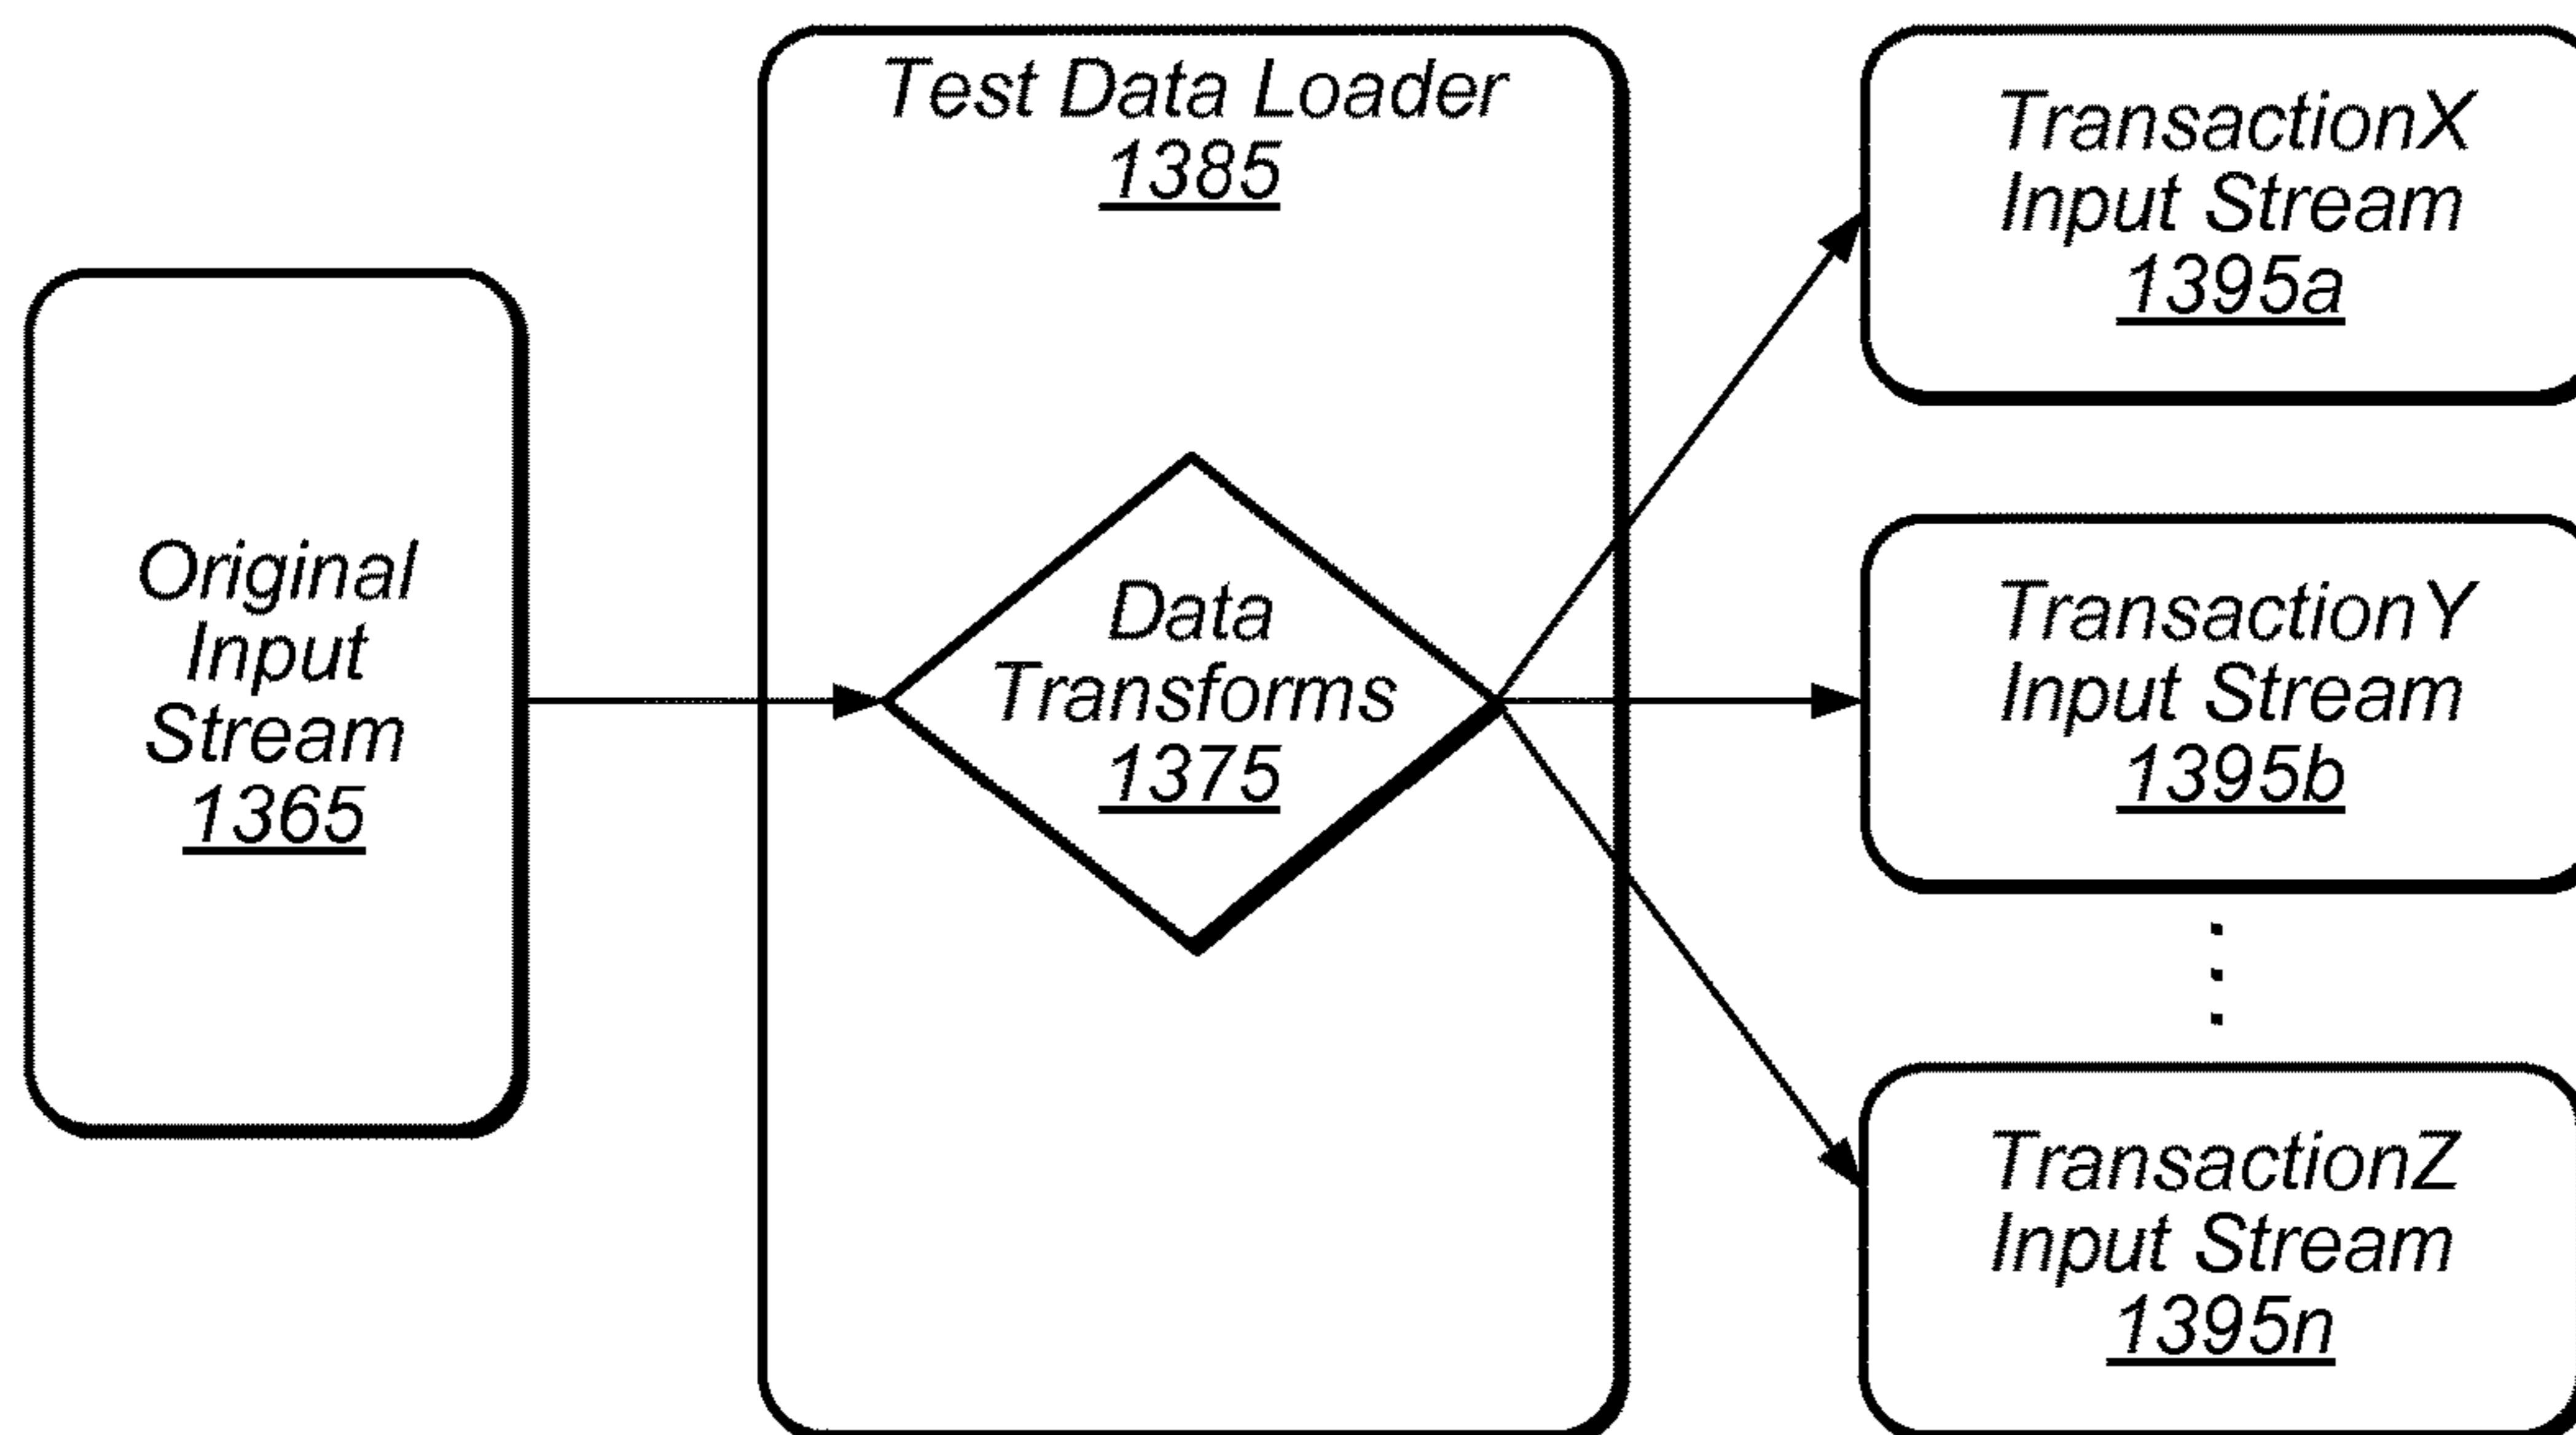 Original
Input
Stream
1365
Test Data Loader
1385
Data
Transforms
1375
TransactionX
Input Stream
1395a
TransactionY
Input Stream
1395b
TransactionZ
Input Stream
1395n